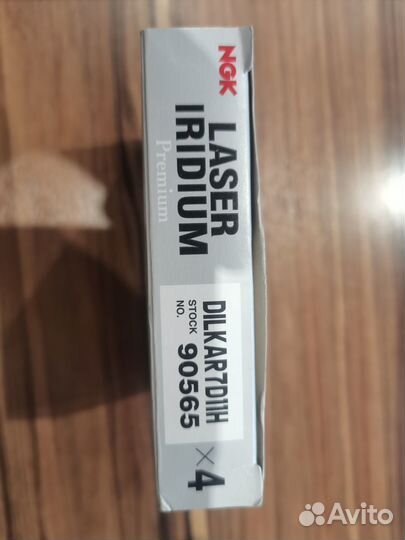 NGK
LASER
IRIDIUM
Premium
DILKAR7D11H
STOCK
NO. 90565
×4
Avito